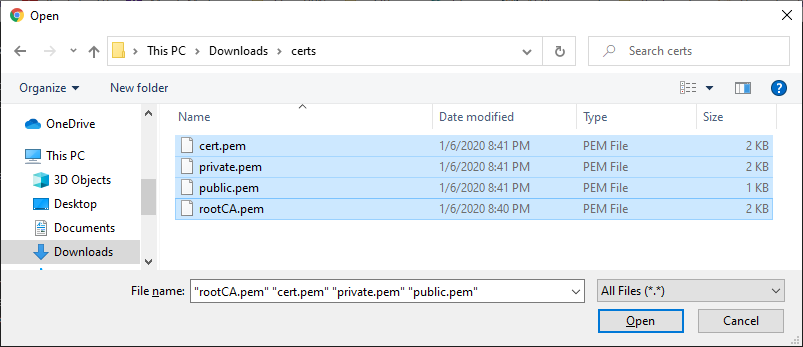 Open
This PC > Downloads > certs
Search certs
Organize New folder
Name Date modified Type Size
OneDrive
This PC
3D Objects
Desktop
Documents
Downloads
cert.pem 1/6/2020 8:41 PM PEM File 2 KB
private.pem 1/6/2020 8:41 PM PEM File 2 KB
public.pem 1/6/2020 8:41 PM PEM File 1 KB
rootCA.pem 1/6/2020 8:40 PM PEM File 2 KB
File name: "rootCA.pem" "cert.pem" "private.pem" "public.pem"
All Files (*.*)
Open Cancel